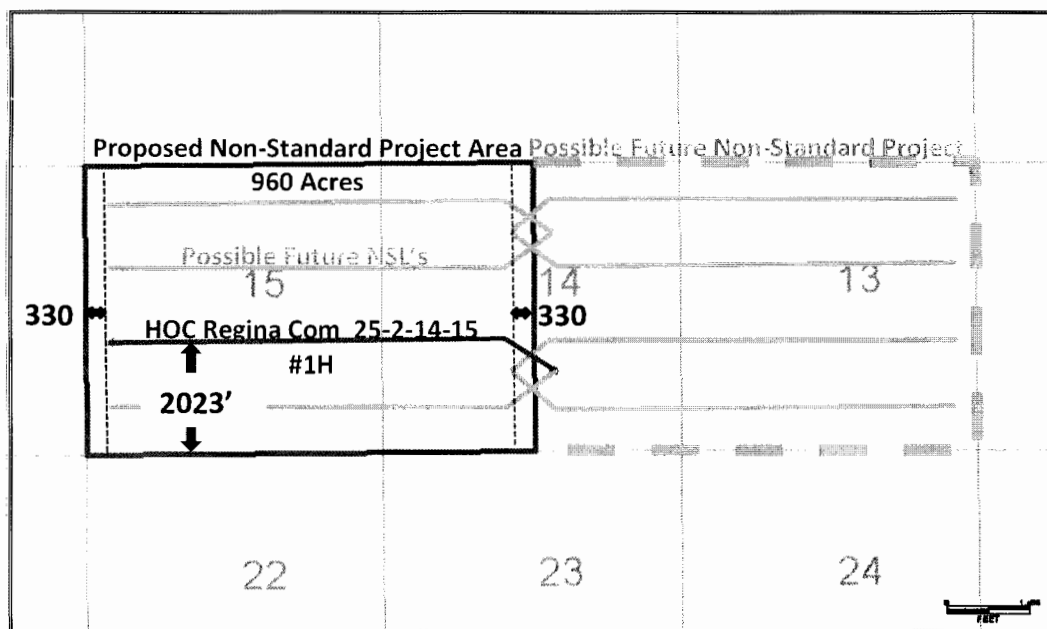 Proposed Non-Standard Project Area Possible Future Non-Standard Project
960 Acres
Possible Future NSL's
15
14
13
330
330
HOC Regina Com 25-2-14-15
#1H
2023'
22
23
24
FEET